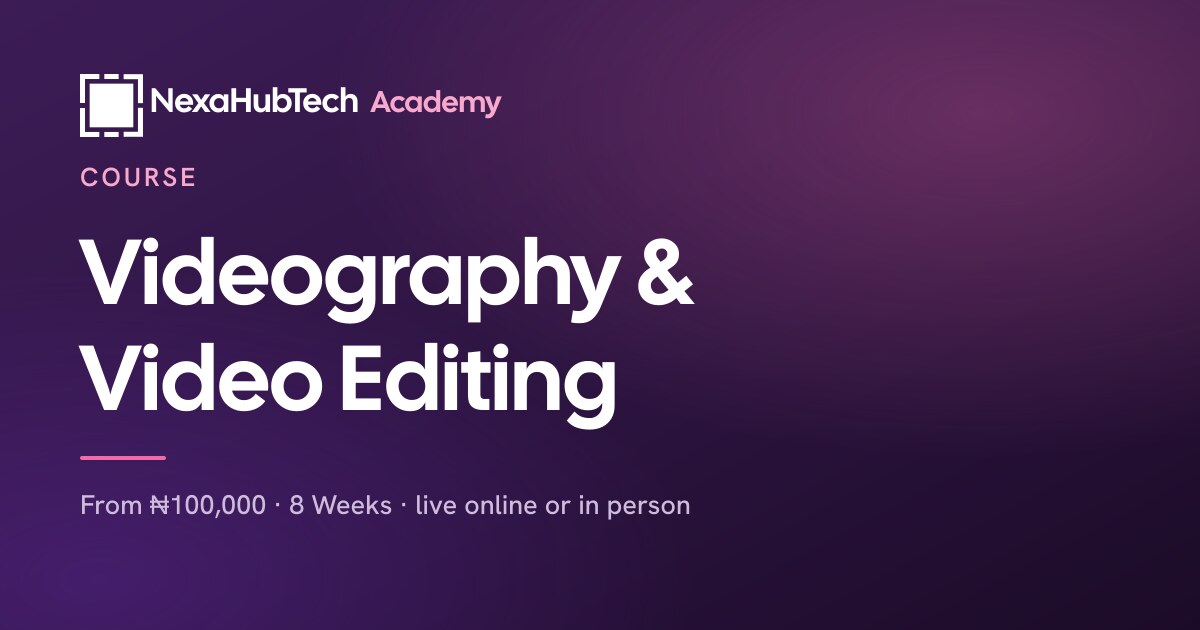 NexaHubTech Academy
COURSE
Videography &
Video Editing
From ₦100,000 · 8 Weeks · live online or in person